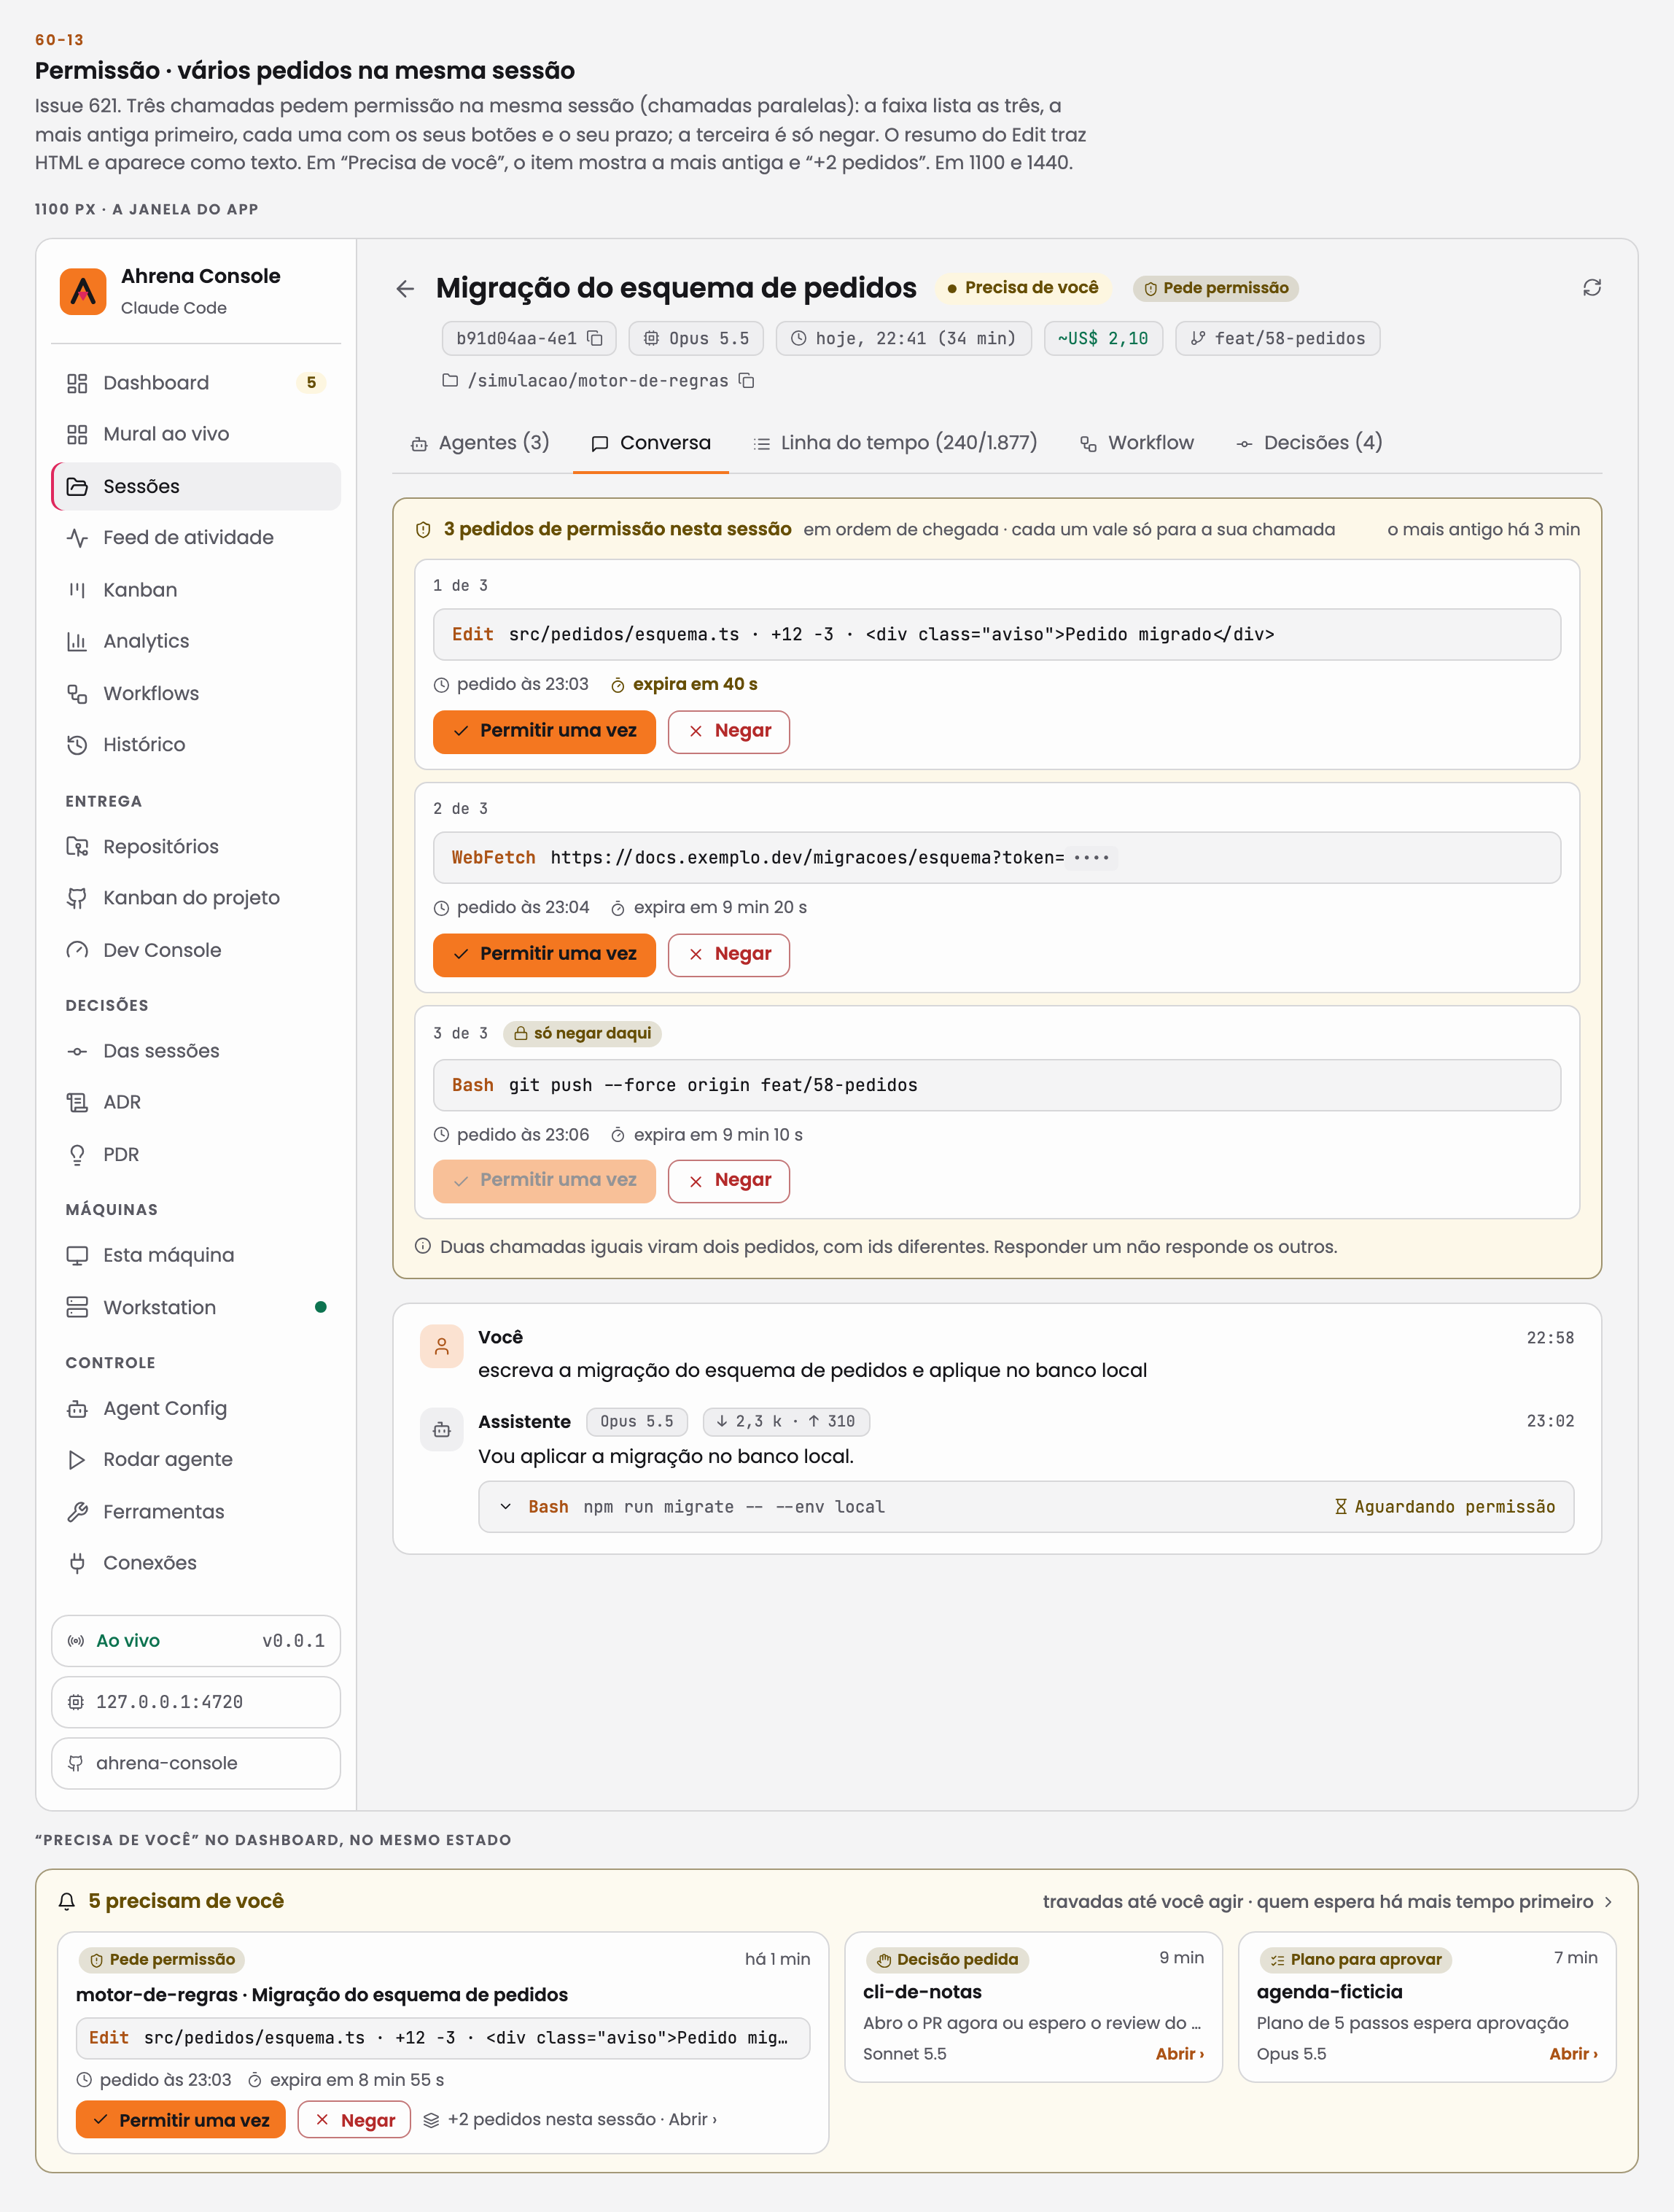 60-13
Permissão · vários pedidos na mesma sessão
Issue 621. Três chamadas pedem permissão na mesma sessão (chamadas paralelas): a faixa lista as três, a
mais antiga primeiro, cada uma com os seus botões e o seu prazo; a terceira é só negar. O resumo do Edit traz
HTML e aparece como texto. Em “Precisa de você”, o item mostra a mais antiga e “+2 pedidos”. Em 1100 e 1440.
1100 PX · A JANELA DO APP
Ahrena Console
Claude Code
Dashboard 5
Mural ao vivo
Sessões
Feed de atividade
Kanban
Analytics
Workflows
Histórico
ENTREGA
Repositórios
Kanban do projeto
Dev Console
DECISÕES
Das sessões
ADR
PDR
MÁQUINAS
Esta máquina
Workstation
CONTROLE
Agent Config
Rodar agente
Ferramentas
Conexões
Ao vivo v0.0.1
127.0.0.1:4720
ahrena-console
Migração do esquema de pedidos Precisa de você Pede permissão
b91d04aa-4e1 Opus 5.5 hoje, 22:41 (34 min) ~US$ 2,10 feat/58-pedidos
/simulacao/motor-de-regras
Agentes (3) Conversa Linha do tempo (240/1.877) Workflow Decisões (4)
3 pedidos de permissão nesta sessão em ordem de chegada · cada um vale só para a sua chamada o mais antigo há 3 min
1 de 3
Edit src/pedidos/esquema.ts · +12 -3 · <div class="aviso">Pedido migrado</div>
pedido às 23:03 expira em 40 s
Permitir uma vez Negar
2 de 3
WebFetch https://docs.exemplo.dev/migracoes/esquema?token=····
pedido às 23:04 expira em 9 min 20 s
Permitir uma vez Negar
3 de 3 só negar daqui
Bash git push --force origin feat/58-pedidos
pedido às 23:06 expira em 9 min 10 s
Permitir uma vez Negar
Duas chamadas iguais viram dois pedidos, com ids diferentes. Responder um não responde os outros.
Você 22:58
escreva a migração do esquema de pedidos e aplique no banco local
Assistente Opus 5.5 ↓ 2,3 k · ↑ 310 23:02
Vou aplicar a migração no banco local.
Bash npm run migrate -- --env local Aguardando permissão
“PRECISA DE VOCÊ” NO DASHBOARD, NO MESMO ESTADO
5 precisam de você travadas até você agir · quem espera há mais tempo primeiro ›
Pede permissão há 1 min
motor-de-regras · Migração do esquema de pedidos
Edit src/pedidos/esquema.ts · +12 -3 · <div class="aviso">Pedido mig…
pedido às 23:03 expira em 8 min 55 s
Permitir uma vez Negar +2 pedidos nesta sessão · Abrir ›
Decisão pedida 9 min
cli-de-notas
Abro o PR agora ou espero o review do …
Sonnet 5.5 Abrir ›
Plano para aprovar 7 min
agenda-ficticia
Plano de 5 passos espera aprovação
Opus 5.5 Abrir ›